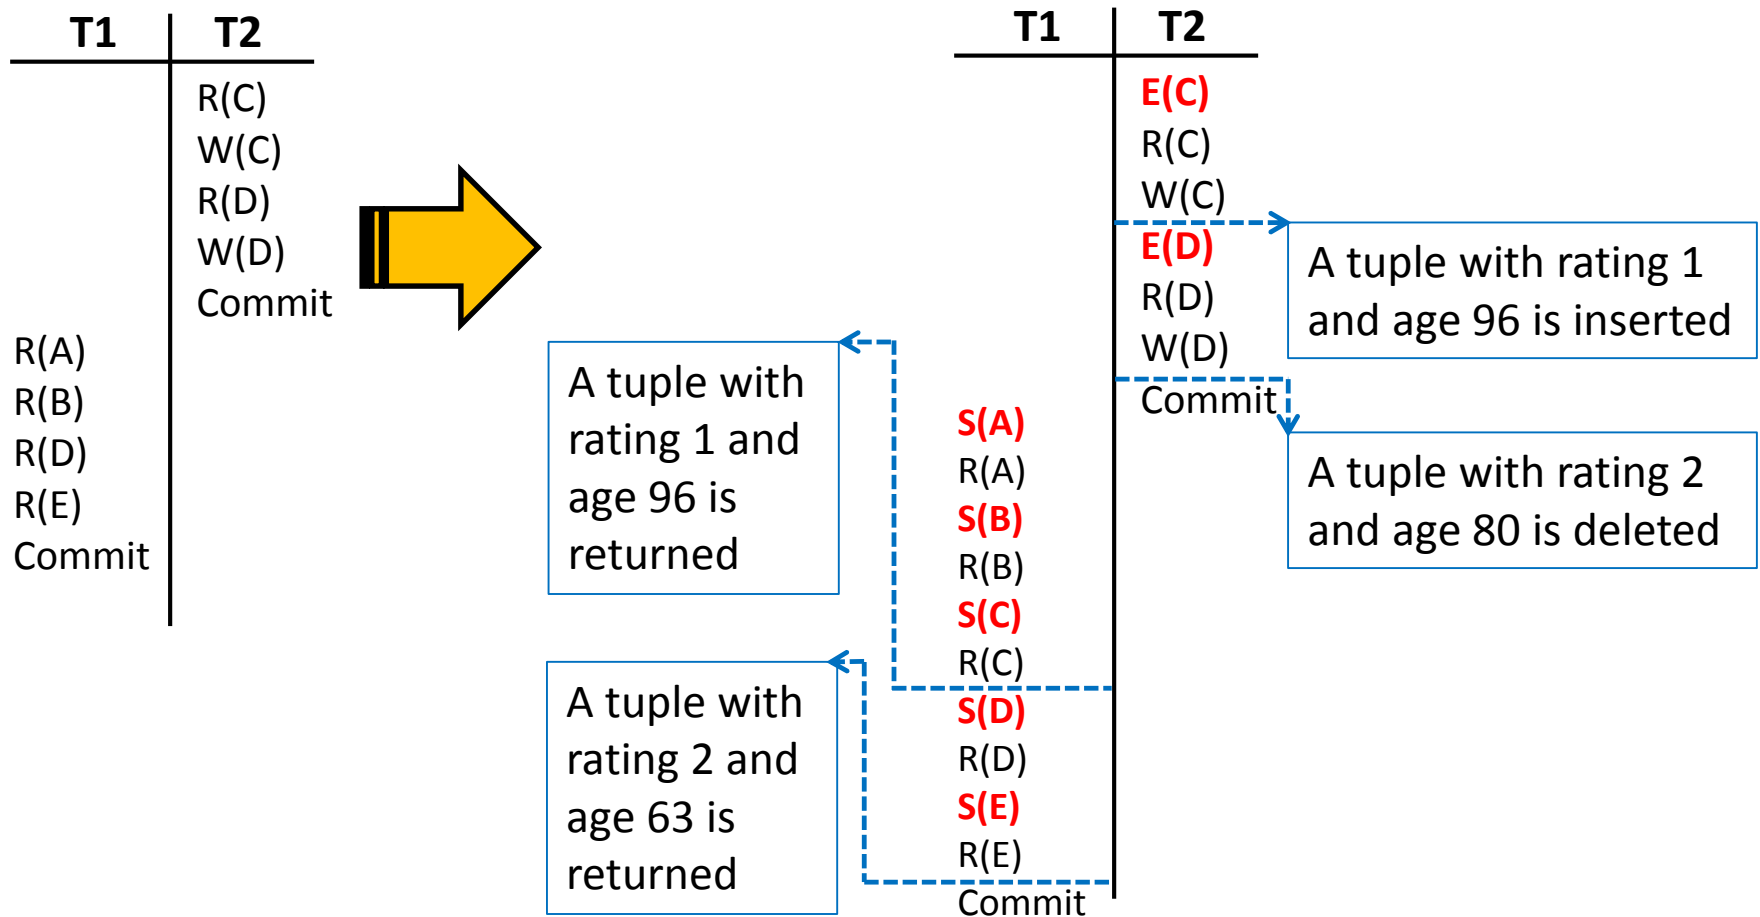 T1 T2
R(C)
W(C)
R(D)
W(D)
Commit
R(A)
R(B)
R(D)
R(E)
Commit
T1 T2
E(C)
R(C)
W(C)
E(D)
R(D)
W(D)
Commit
A tuple with rating 1
and age 96 is inserted
A tuple with rating 2
and age 80 is deleted
S(A)
R(A)
S(B)
R(B)
S(C)
R(C)
S(D)
R(D)
S(E)
R(E)
Commit
A tuple with
rating 1 and
age 96 is
returned
A tuple with
rating 2 and
age 63 is
returned